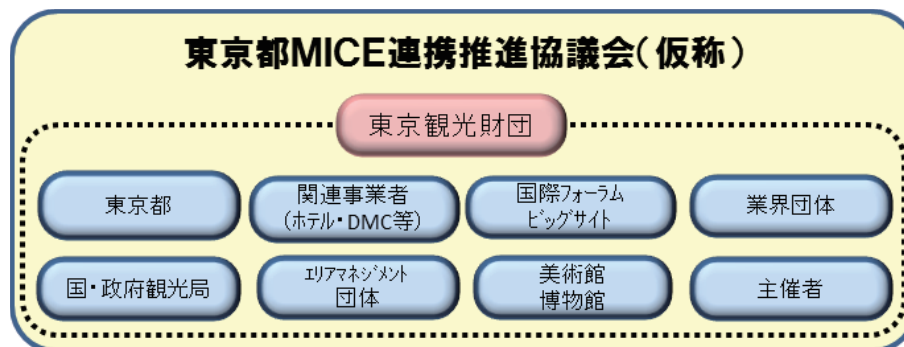 東京都MICE連携推進協議会(仮称)
東京観光財団
東京都
関連事業者
(ホテル・DMC等)
国際フォーラム
ビッグサイト
業界団体
国・政府観光局
エリアマネジメント
団体
美術館
博物館
主催者